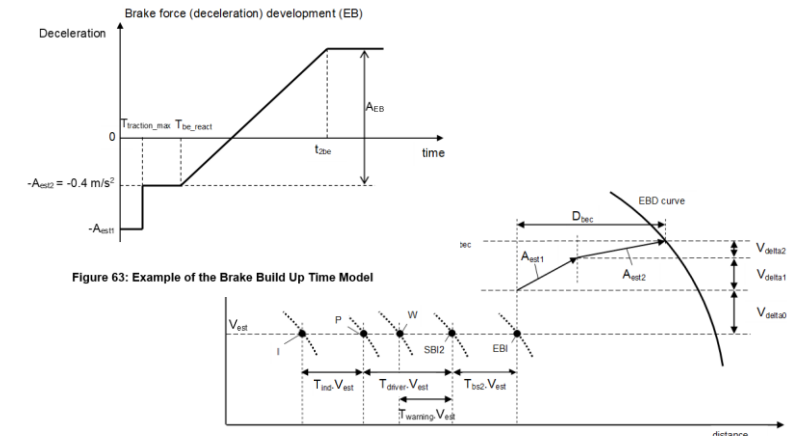 Brake force (deceleration) development (EB)
Deceleration
Ttraction_max Tbe_react
AEB
0
t2be
time
-Aest2 = -0.4 m/s²
-Aest1
Figure 63: Example of the Brake Build Up Time Model
EBD curve
Dbec
bec
Vdelta2
Aest1
Aest2
Vdelta1
Vdelta0
Vest
P
W
I
SBI2
EBI
Tind.Vest
Tdriver.Vest
Tbs2.Vest
Twarning.Vest
distance